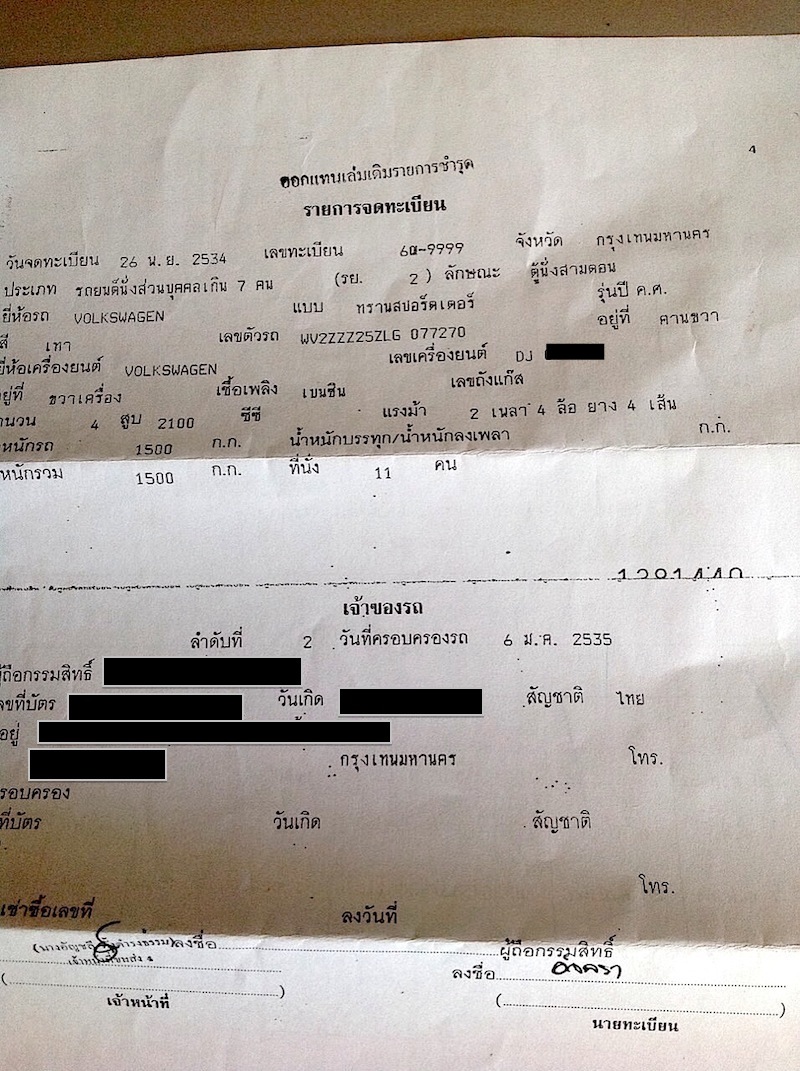 4
ออกแทนเล่มเดิมรายการชำรุด
รายการจดทะเบียน
วันจดทะเบียน 26 พ.ย. 2534 เลขทะเบียน 6ฒ-9999 จังหวัด กรุงเทพมหานคร
ประเภท รถยนต์นั่งส่วนบุคคลเกิน 7 คน (รย. 2 ) ลักษณะ ตู้นั่งสามตอน
ยี่ห้อรถ VOLKSWAGEN แบบ ทรานสปอร์ตเตอร์ รุ่นปี ค.ศ.
สี เทา เลขตัวรถ WV2ZZZ25ZLG 077270 อยู่ที่ คานขวา
ยี่ห้อเครื่องยนต์ VOLKSWAGEN เลขเครื่องยนต์ DJ
อยู่ที่ ขวาเครื่อง เชื้อเพลิง เบนซิน เลขถังแก๊ส
จำนวน 4 สูบ 2100 ซีซี แรงม้า 2 เพลา 4 ล้อ ยาง 4 เส้น
น้ำหนักรถ 1500 ก.ก. น้ำหนักบรรทุก/น้ำหนักลงเพลา ก.ก.
น้ำหนักรวม 1500 ก.ก. ที่นั่ง 11 คน
เจ้าของรถ
ลำดับที่ 2 วันที่ครอบครองรถ 6 ม.ค. 2535
ผู้ถือกรรมสิทธิ์
เลขที่บัตร วันเกิด สัญชาติ ไทย
อยู่
กรุงเทพมหานคร โทร.
ครอบครอง
ที่บัตร วันเกิด สัญชาติ
โทร.
เช่าซื้อเลขที่ ลงวันที่
ลงชื่อ ผู้ถือกรรมสิทธิ์
ลงชื่อ
( ) ( )
เจ้าหน้าที่ นายทะเบียน